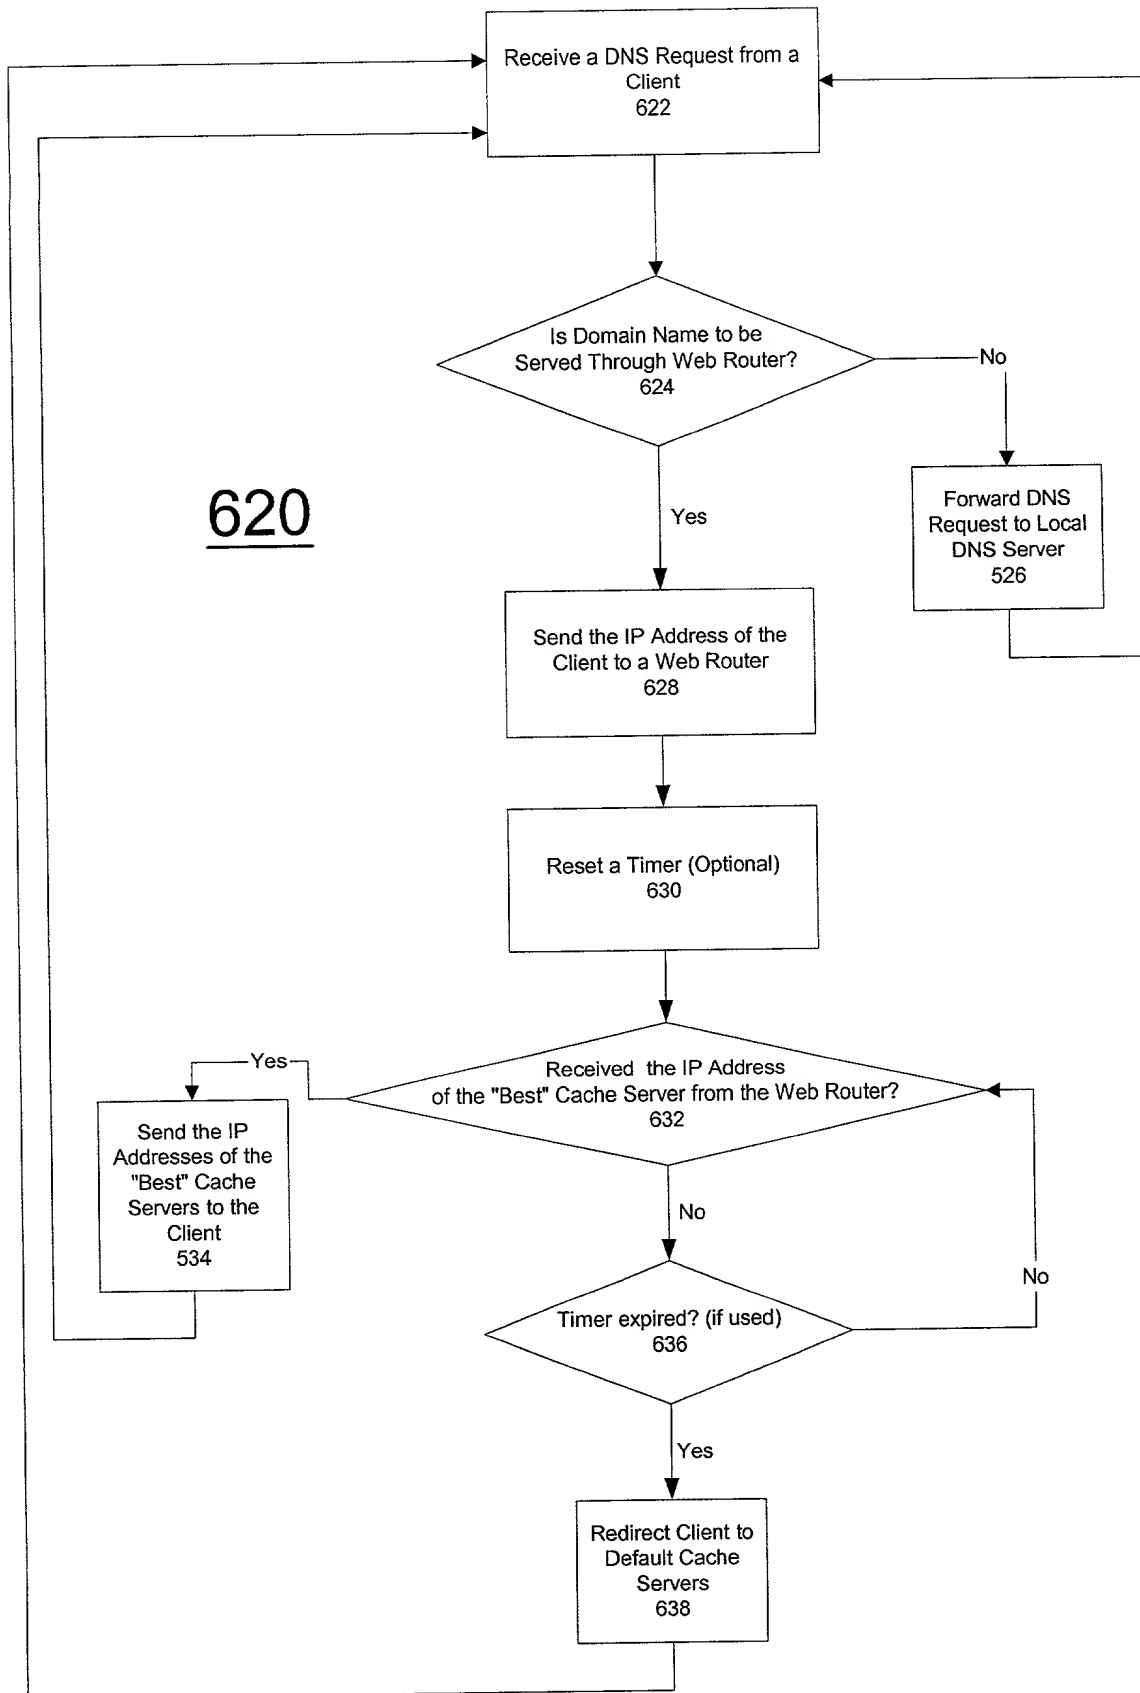 Receive a DNS Request from a
Client
622
Is Domain Name to be
Served Through Web Router?
624
No
620
Yes
Forward DNS
Request to Local
DNS Server
526
Send the IP Address of the
Client to a Web Router
628
Reset a Timer (Optional)
630
Yes
Received the IP Address
of the "Best" Cache Server from the Web Router?
632
Send the IP
Addresses of the
"Best" Cache
Servers to the
Client
534
No
No
Timer expired? (if used)
636
Yes
Redirect Client to
Default Cache
Servers
638